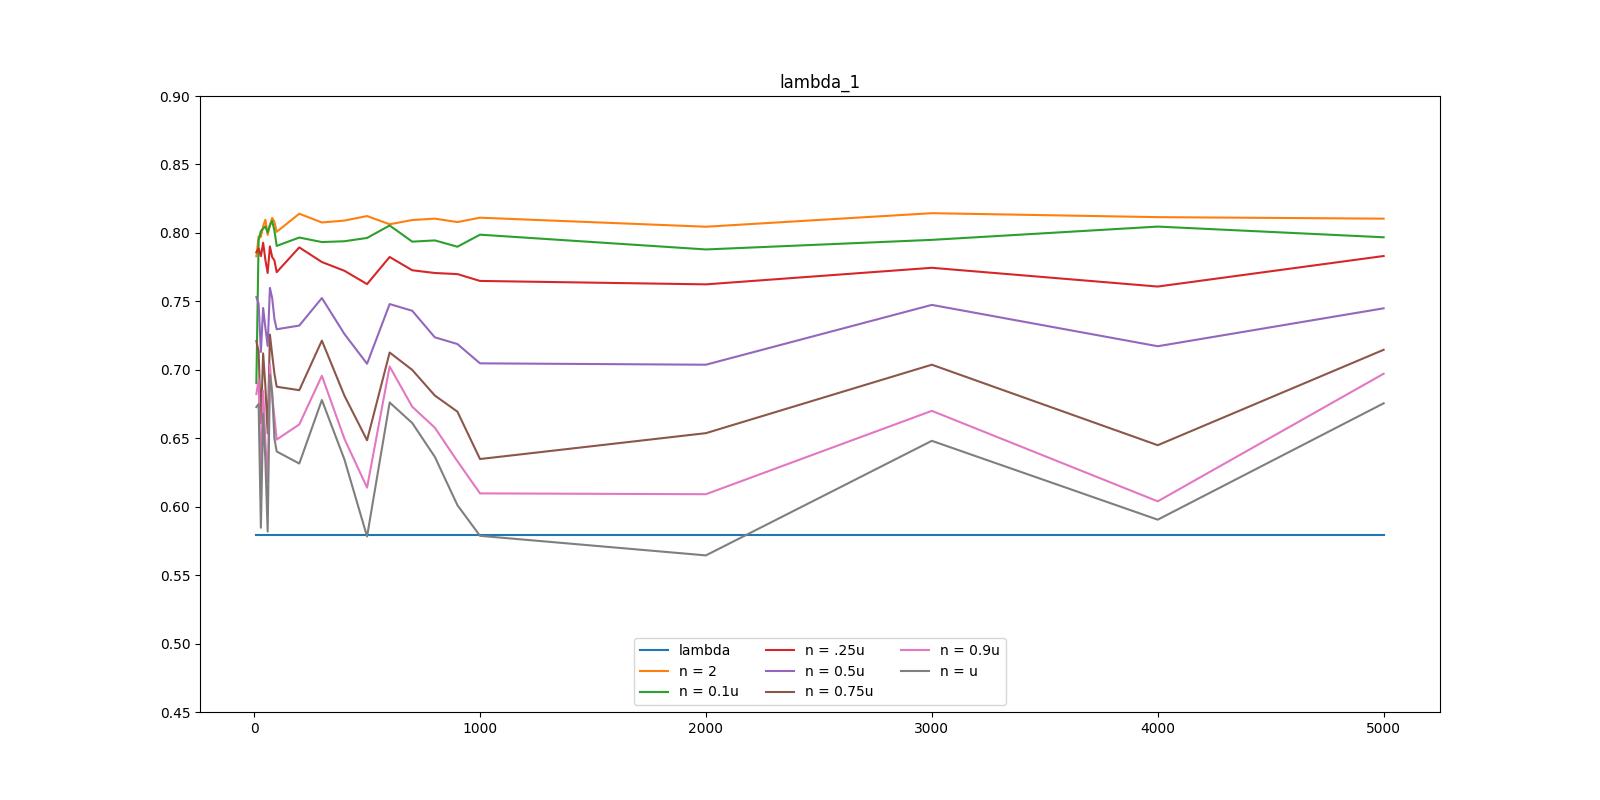 lambda_1
0.90
0.85
0.80
0.75
0.70
0.65
0.60
0.55
0.50
0.45
lambda
n = 2
n = 0.1u
n = .25u
n = 0.5u
n = 0.75u
n = 0.9u
n = u
0 1000 2000 3000 4000 5000